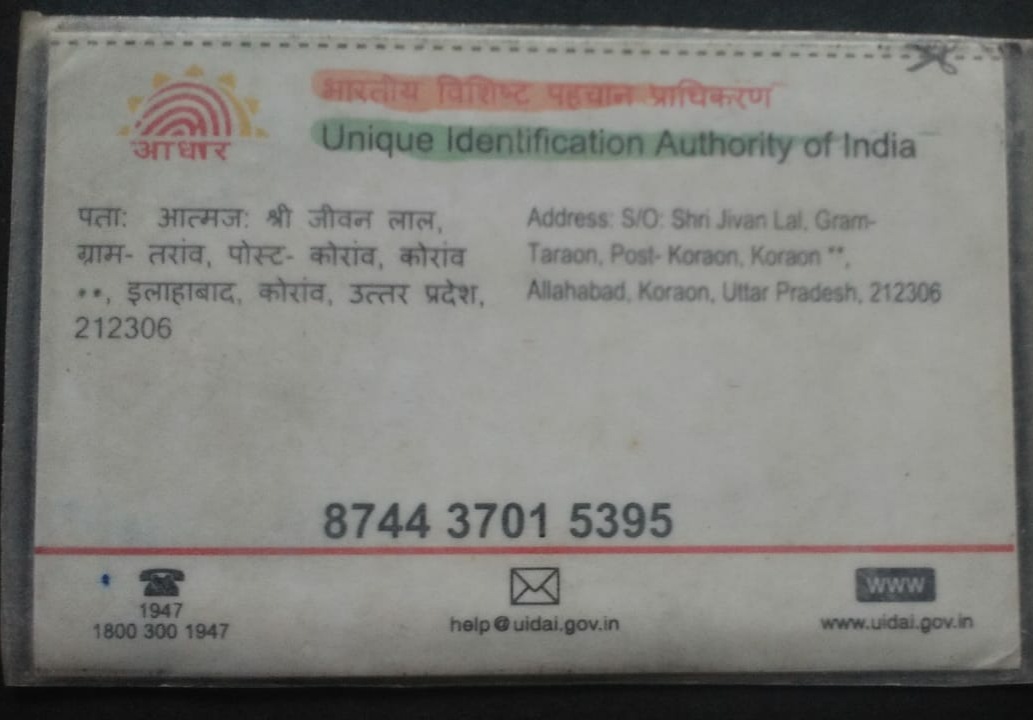 आधार
भारतीय विशिष्ट पहचान प्राधिकरण
Unique Identification Authority of India
पता: आत्मज: श्री जीवन लाल,
ग्राम- तरांव, पोस्ट- कोरांव, कोरांव
**, इलाहाबाद, कोरांव, उत्तर प्रदेश,
212306
Address: S/O: Shri Jivan Lal, Gram-
Taraon, Post- Koraon, Koraon **,
Allahabad, Koraon, Uttar Pradesh, 212306
8744 3701 5395
1947
1800 300 1947
help@uidai.gov.in
www
www.uidai.gov.in